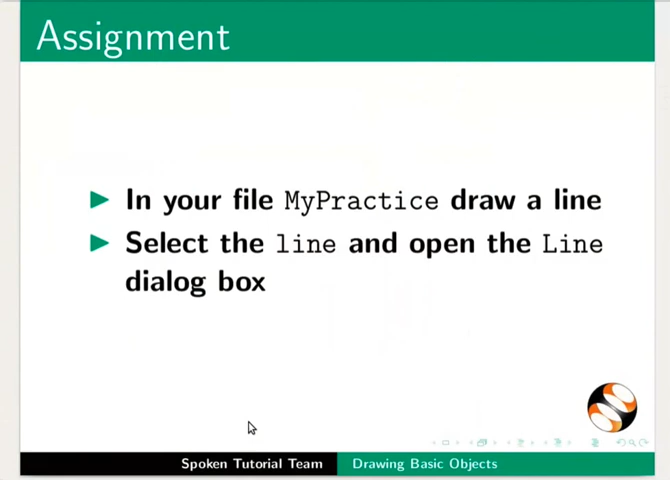 Assignment
In your file MyPractice draw a line
Select the line and open the Line
dialog box
Spoken Tutorial Team Drawing Basic Objects